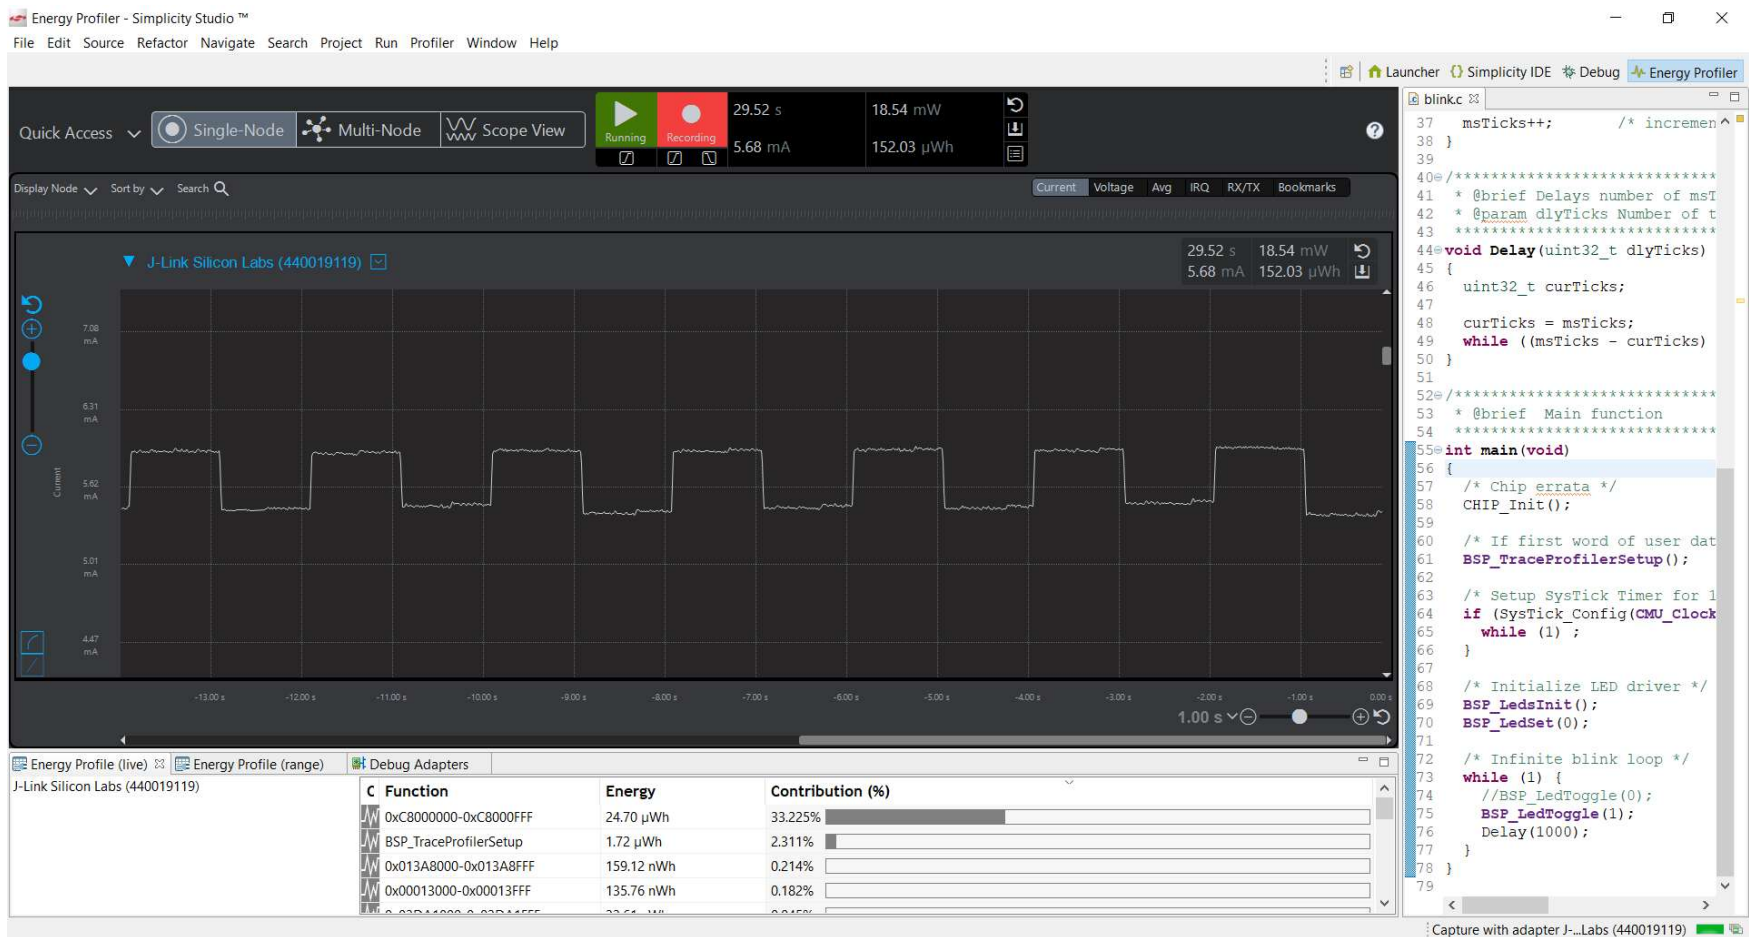 Energy Profiler - Simplicity Studio ™
File Edit Source Refactor Navigate Search Project Run Profiler Window Help
Launcher Simplicity IDE Debug Energy Profiler
Quick Access Single-Node Multi-Node Scope View
Running Recording
29.52 s 18.54 mW
5.68 mA 152.03 µWh
Display Node Sort by Search
Current Voltage Avg IRQ RX/TX Bookmarks
J-Link Silicon Labs (440019119)
29.52 s 18.54 mW
5.68 mA 152.03 µWh
7.08
mA
6.31
mA
5.62
mA
5.01
mA
4.47
mA
Current
-13.00 s -12.00 s -11.00 s -10.00 s -9.00 s -8.00 s -7.00 s -6.00 s -5.00 s -4.00 s -3.00 s -2.00 s -1.00 s 0.00 s
1.00 s
Energy Profile (live) Energy Profile (range) Debug Adapters
J-Link Silicon Labs (440019119)
C Function Energy Contribution (%)
0xC8000000-0xC8000FFF 24.70 µWh 33.225%
BSP_TraceProfilerSetup 1.72 µWh 2.311%
0x013A8000-0x013A8FFF 159.12 nWh 0.214%
0x00013000-0x00013FFF 135.76 nWh 0.182%
blink.c
37 msTicks++; /* incremen
38 }
39
40 /*****************************
41 * @brief Delays number of msT
42 * @param dlyTicks Number of t
43 *****************************
44 void Delay(uint32_t dlyTicks)
45 {
46 uint32_t curTicks;
47
48 curTicks = msTicks;
49 while ((msTicks - curTicks)
50 }
51
52 /*****************************
53 * @brief Main function
54 *****************************
55 int main(void)
56 {
57 /* Chip errata */
58 CHIP_Init();
59
60 /* If first word of user dat
61 BSP_TraceProfilerSetup();
62
63 /* Setup SysTick Timer for 1
64 if (SysTick_Config(CMU_Clock
65 while (1) ;
66 }
67
68 /* Initialize LED driver */
69 BSP_LedsInit();
70 BSP_LedSet(0);
71
72 /* Infinite blink loop */
73 while (1) {
74 //BSP_LedToggle(0);
75 BSP_LedToggle(1);
76 Delay(1000);
77 }
78 }
79
Capture with adapter J-...Labs (440019119)